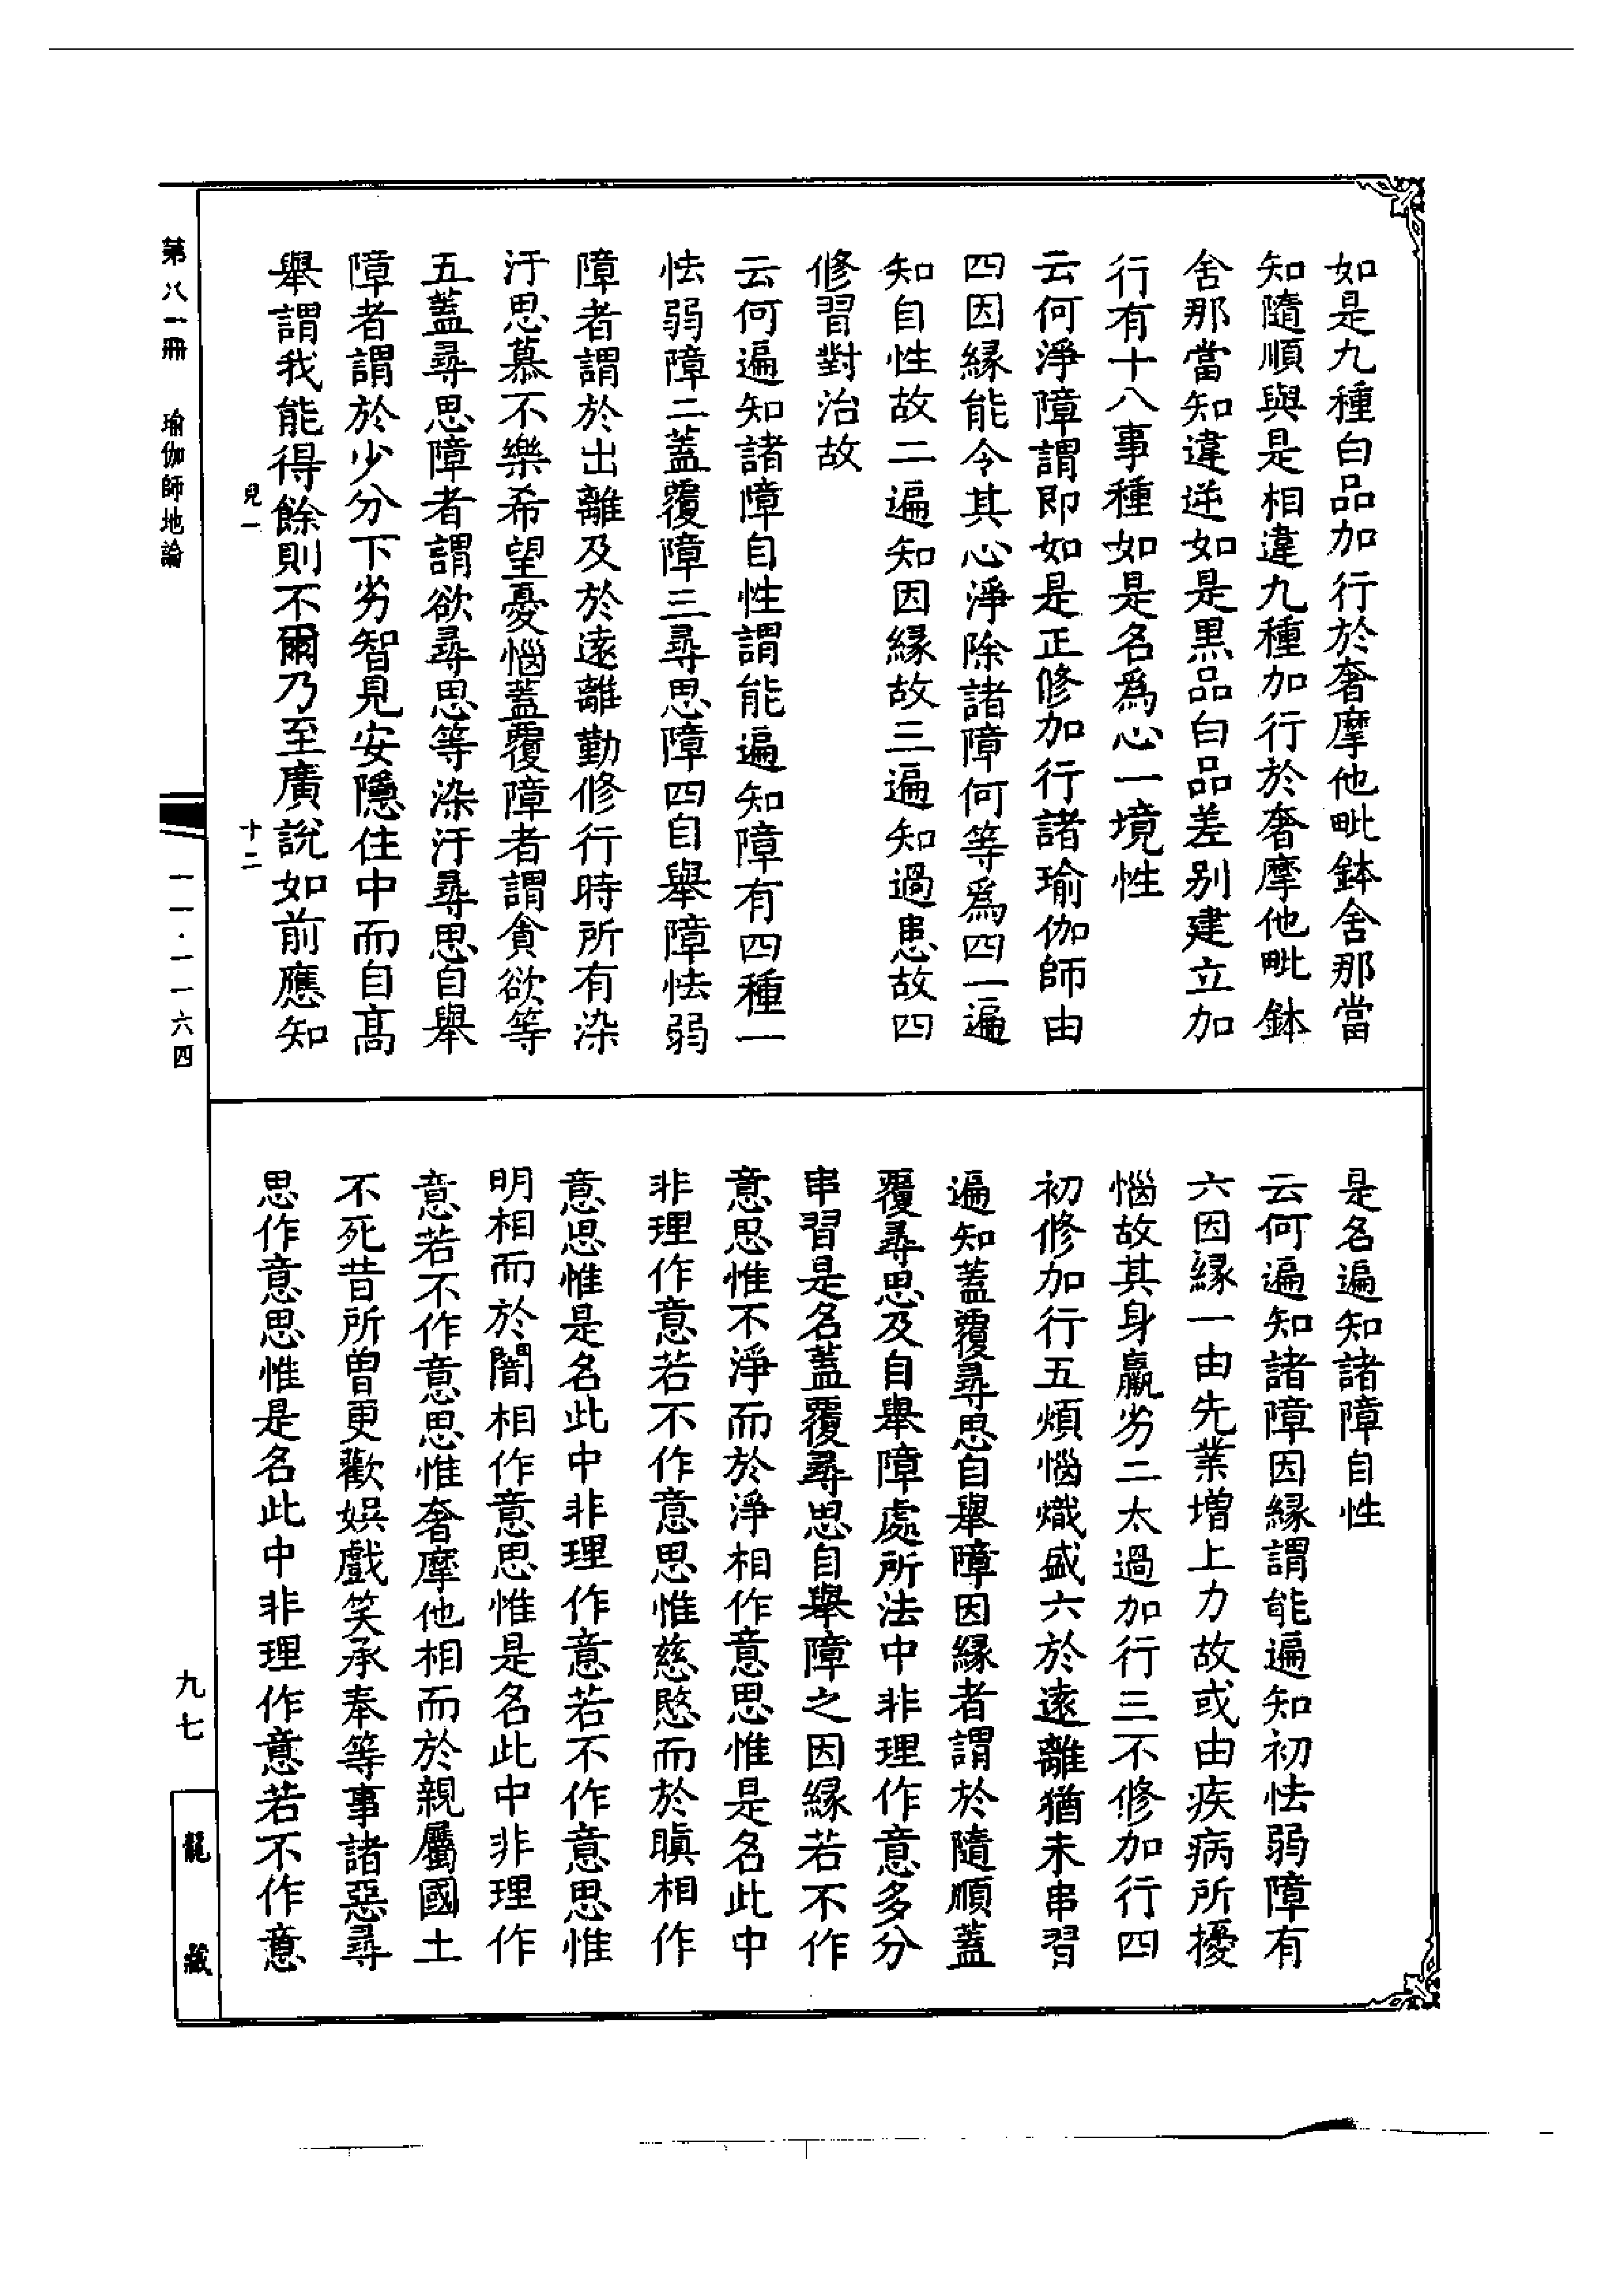 如是九種白品加行於奢摩他毗鉢舍那當
知隨順與是相違九種加行於奢摩他毗鉢
舍那當知違逆如是黑品白品差别建立加
行有十八事種如是名爲心一境性
云何淨障謂即如是正修加行諸瑜伽師由
四因緣能令其心淨除諸障何等爲四一遍
知自性故二遍知因緣故三遍知過患故四
修習對治故
云何遍知諸障自性謂能遍知障有四種一
怯弱障二蓋覆障三尋思障四自舉障怯弱
障者謂於出離及於遠離勤修行時所有染
汙思慕不樂希望憂惱蓋覆障者謂貪欲等
五蓋尋思障者謂欲尋思等染汙尋思自舉
障者謂於少分下劣智見安隱住中而自高
舉謂我能得餘則不爾乃至廣說如前應知
是名遍知諸障自性
云何遍知諸障因緣謂能遍知初怯弱障有
六因緣一由先業增上力故或由疾病所擾
惱故其身羸劣二太過加行三不修加行四
初修加行五煩惱熾盛六於遠離猶未串習
遍知蓋覆尋思自舉障因緣者謂於隨順蓋
覆尋思及自舉障處所法中非理作意多分
串習是名蓋覆尋思自舉障之因緣若不作
意思惟不淨而於淨相作意思惟是名此中
非理作意若不作意思惟慈愍而於瞋相作
意思惟是名此中非理作意若不作意思惟
明相而於闇相作意思惟是名此中非理作
意若不作意思惟奢摩他相而於親屬國土
不死昔所曾更歡娛戲笑承奉等事諸惡尋
思作意思惟是名此中非理作意若不作意
見一 十二
第八一冊 瑜伽師地論 一一·一一六四 九七
龍藏